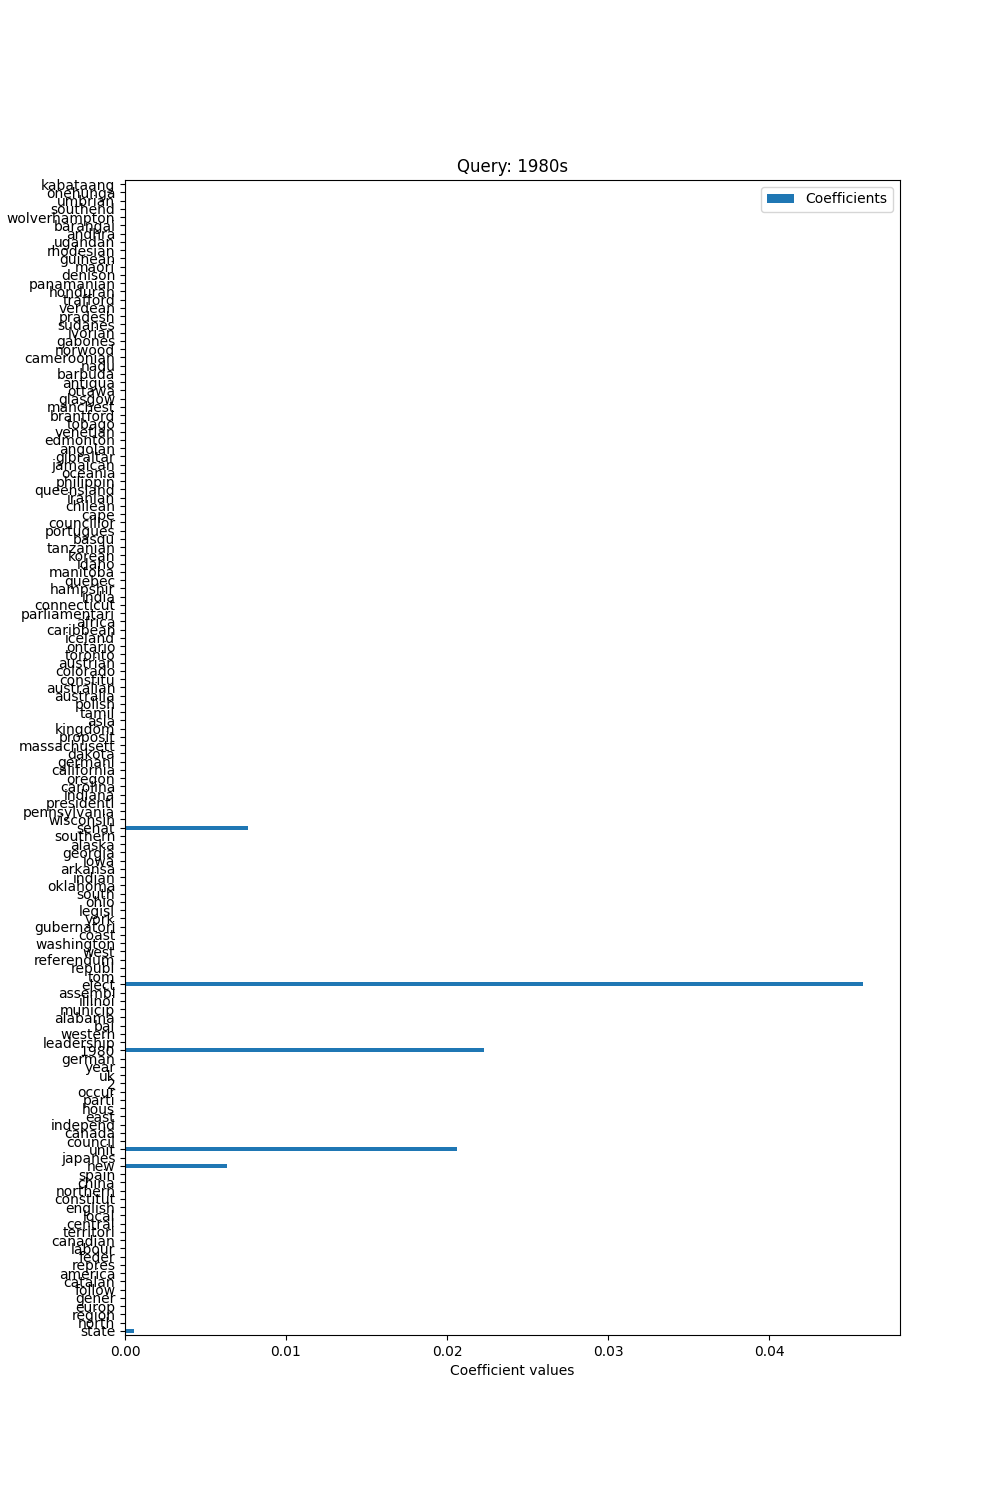 Query: 1980s
Coefficients
kabataang
onehunga
umbrian
southend
wolverhampton
barangai
andhra
ugandan
rhodesian
guinean
maori
denison
panamanian
honduran
trafford
verdean
pradesh
sudanes
ivorian
gabones
norwood
cameroonian
nadu
barbuda
antigua
ottawa
glasgow
manchest
brantford
tobago
venetian
edmonton
angolan
gibraltar
jamaican
oceania
philippin
queensland
iranian
chilean
cape
councillor
portugues
basqu
tanzanian
korean
idaho
manitoba
quebec
hampshir
india
connecticut
parliamentari
africa
caribbean
iceland
ontario
toronto
austrian
colorado
constitu
australian
australia
polish
tamil
asia
kingdom
proposit
massachusett
dakota
germani
california
oregon
carolina
indiana
presidenti
pennsylvania
wisconsin
senat
southern
alaska
georgia
iowa
arkansa
indian
oklahoma
south
ohio
legisl
york
gubernatori
coast
washington
west
referendum
republ
tom
elect
assembl
illinoi
municip
alabama
bai
western
leadership
1980
german
year
uk
2
occur
parti
hous
east
independ
canada
council
unit
japanes
new
spain
china
northern
constitut
english
local
central
territori
canadian
labour
feder
repres
america
catalan
follow
gener
europ
region
north
state
0.00 0.01 0.02 0.03 0.04
Coefficient values